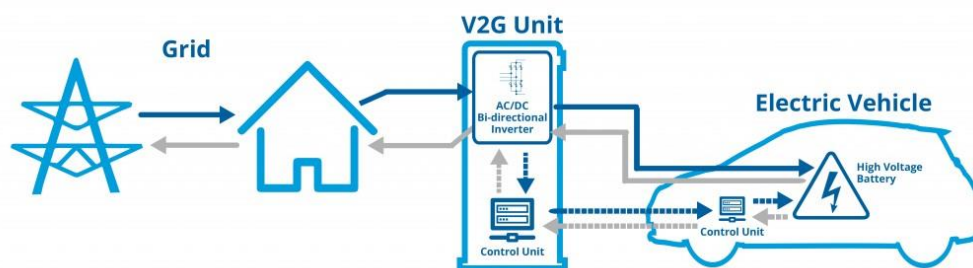 V2G Unit
Grid
AC/DC
Bi-directional
Inverter
Electric Vehicle
High Voltage
Battery
Control Unit
Control Unit